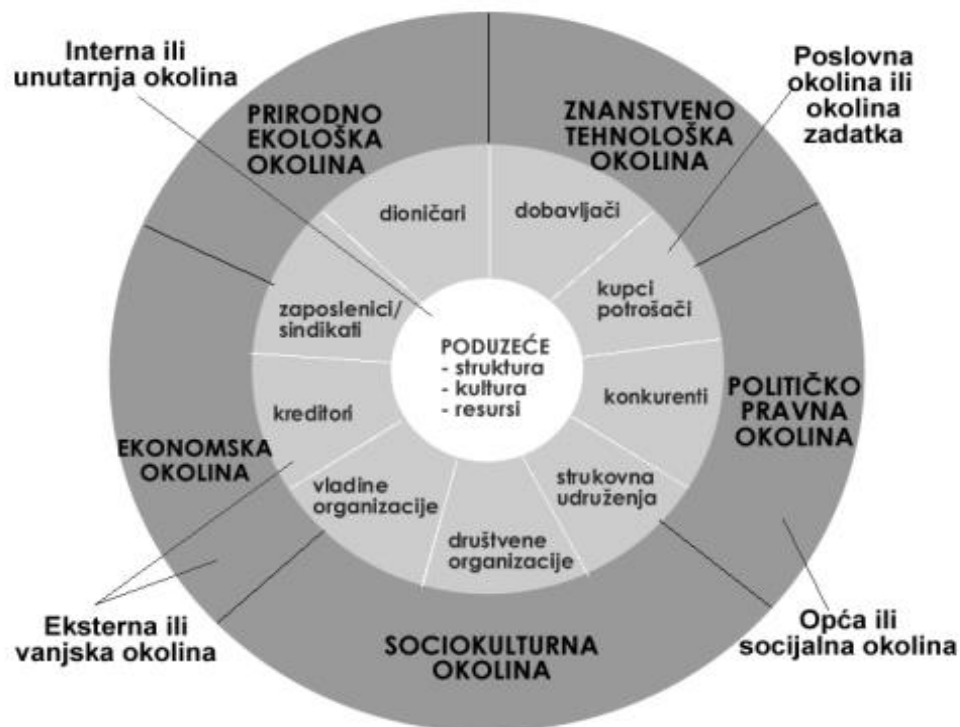 Interna ili
unutarnja okolina
Poslovna
okolina ili
okolina
zadatka
PRIRODNO
EKOLOŠKA
OKOLINA
ZNANSTVENO
TEHNOLOŠKA
OKOLINA
dioničari
dobavljači
kupci
potrošači
zaposlenici/
sindikati
PODUZEĆE
- struktura
- kultura
- resursi
konkurenti
POLITIČKO
PRAVNA
OKOLINA
kreditori
EKONOMSKA
OKOLINA
vladine
organizacije
strukovna
udruženja
društvene
organizacije
Eksterna ili
vanjska okolina
SOCIOKULTURNA
OKOLINA
Opća ili
socijalna okolina